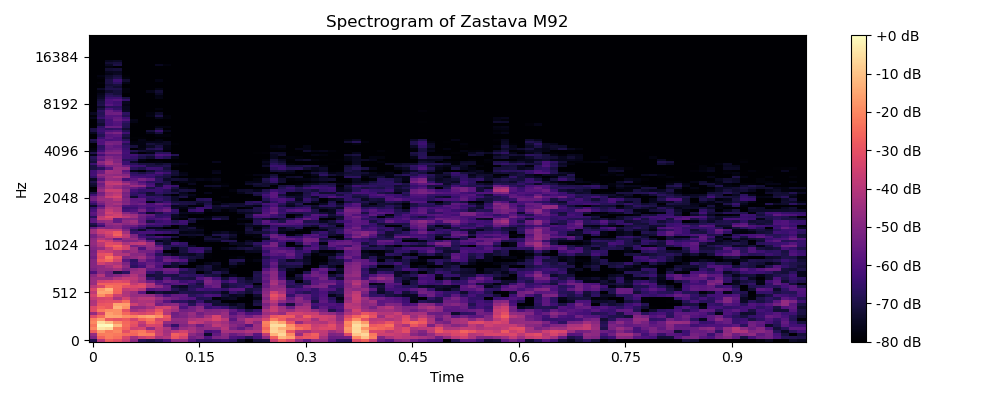 Spectrogram of Zastava M92
Hz
16384
8192
4096
2048
1024
512
0
0
0.15
0.3
0.45
0.6
0.75
0.9
Time
+0 dB
-10 dB
-20 dB
-30 dB
-40 dB
-50 dB
-60 dB
-70 dB
-80 dB